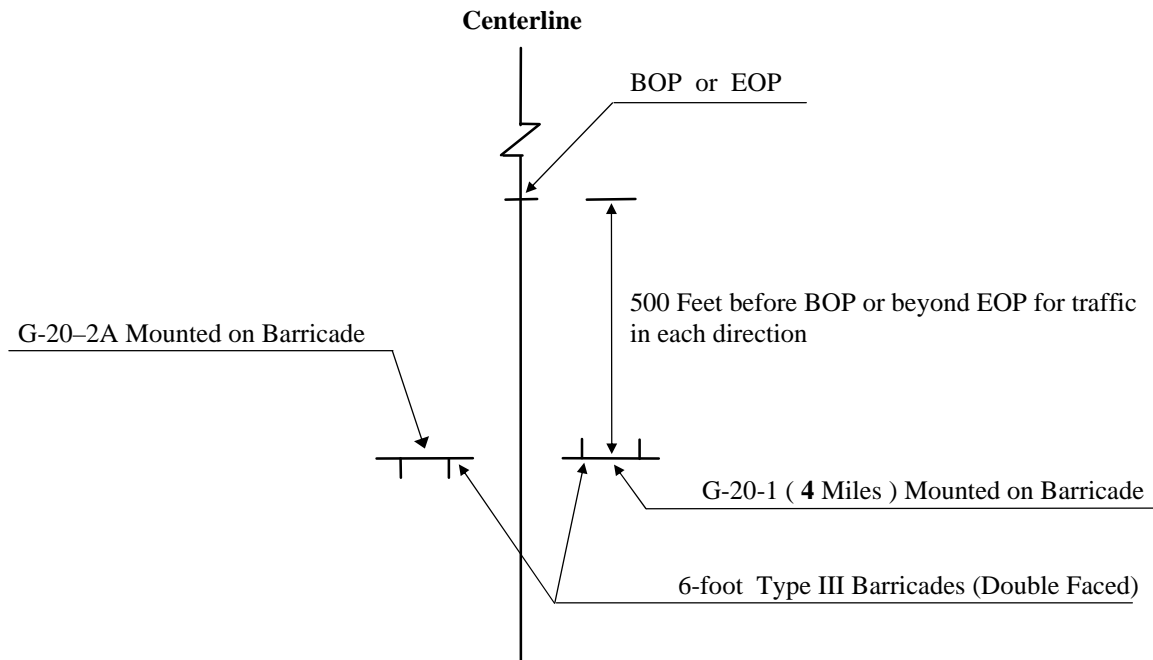 Centerline
BOP or EOP
500 Feet before BOP or beyond EOP for traffic
in each direction
G-20–2A Mounted on Barricade
G-20-1 ( 4 Miles ) Mounted on Barricade
6-foot Type III Barricades (Double Faced)